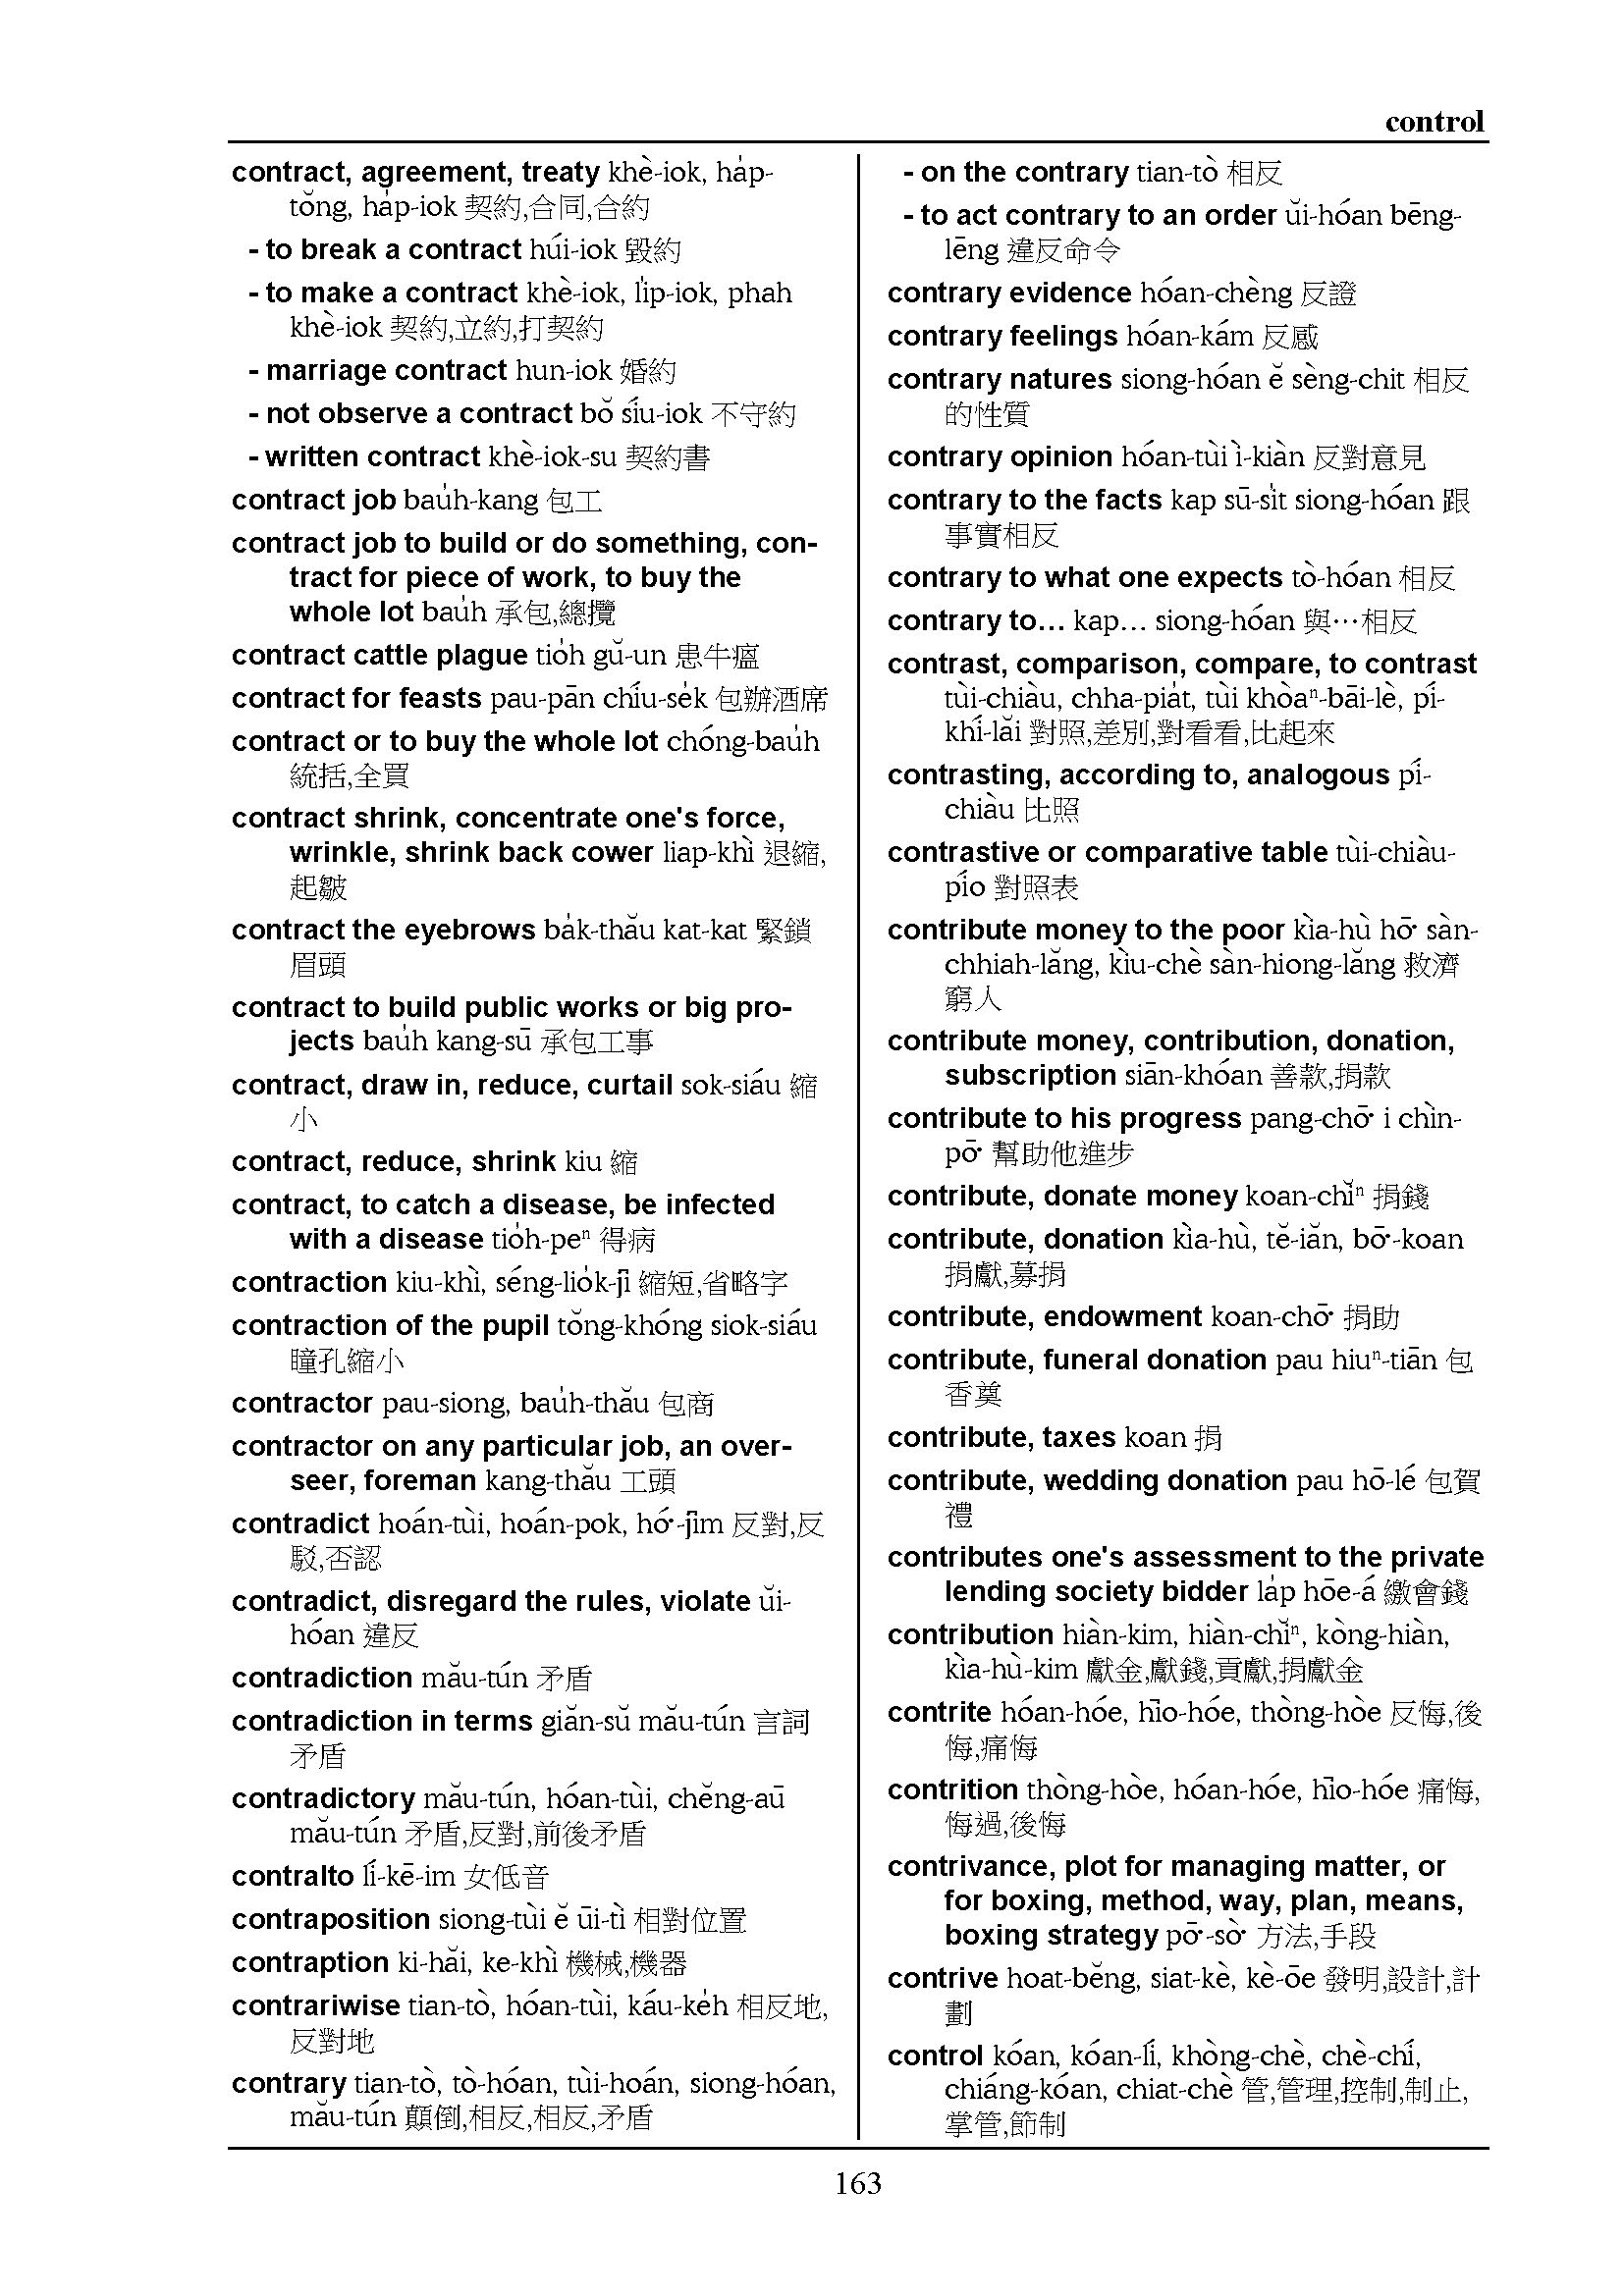 control
contract, agreement, treaty khè-iok, ha̍p-
tŏng, ha̍p-iok 契約,合同,合約
- to break a contract húi-iok 毀約
- to make a contract khè-iok, li̍p-iok, phah
khè-iok 契約,立約,打契約
- marriage contract hun-iok 婚約
- not observe a contract bŏ síu-iok 不守約
- written contract khè-iok-su 契約書
contract job bau̍h-kang 包工
contract job to build or do something, con-
tract for piece of work, to buy the
whole lot bau̍h 承包,總攬
contract cattle plague tio̍h gŭ-un 患牛瘟
contract for feasts pau-pān chíu-se̍k 包辦酒席
contract or to buy the whole lot chóng-bau̍h
統括,全買
contract shrink, concentrate one's force,
wrinkle, shrink back cower liap-khì 退縮,
起皺
contract the eyebrows ba̍k-thău kat-kat 緊鎖
眉頭
contract to build public works or big pro-
jects bau̍h kang-sū 承包工事
contract, draw in, reduce, curtail sok-siáu 縮
小
contract, reduce, shrink kiu 縮
contract, to catch a disease, be infected
with a disease tio̍h-peⁿ 得病
contraction kiu-khì, séng-lio̍k-jī 縮短,省略字
contraction of the pupil tŏng-khóng siok-siáu
瞳孔縮小
contractor pau-siong, bau̍h-thău 包商
contractor on any particular job, an over-
seer, foreman kang-thău 工頭
contradict hoán-tùi, hoán-pok, hó͘-jīm 反對,反
駁,否認
contradict, disregard the rules, violate ŭi-
hóan 違反
contradiction mău-tún 矛盾
contradiction in terms giăn-sŭ mău-tún 言詞
矛盾
contradictory mău-tún, hóan-tùi, chĕng-aū
mău-tún 矛盾,反對,前後矛盾
contralto lí-kē-im 女低音
contraposition siong-tùi ĕ ūi-tì 相對位置
contraption ki-hăi, ke-khì 機械,機器
contrariwise tian-tò, hóan-tùi, káu-ke̍h 相反地,
反對地
contrary tian-tò, tò-hóan, tùi-hoán, siong-hóan,
mău-tún 顛倒,相反,相反,矛盾
- on the contrary tian-tò 相反
- to act contrary to an order ŭi-hóan bēng-
lēng 違反命令
contrary evidence hóan-chèng 反證
contrary feelings hóan-kám 反感
contrary natures siong-hóan ĕ sèng-chit 相反
的性質
contrary opinion hóan-tùi ì-kiàn 反對意見
contrary to the facts kap sū-si̍t siong-hóan 跟
事實相反
contrary to what one expects tò-hóan 相反
contrary to… kap… siong-hóan 與…相反
contrast, comparison, compare, to contrast
tùi-chiàu, chha-pia̍t, tùi khòaⁿ-bāi-lè, pí-
khí-lăi 對照,差別,對看看,比起來
contrasting, according to, analogous pí-
chiàu 比照
contrastive or comparative table tùi-chiàu-
pío 對照表
contribute money to the poor kìa-hù hō͘ sàn-
chhiah-lăng, kìu-chè sàn-hiong-lăng 救濟
窮人
contribute money, contribution, donation,
subscription siān-khóan 善款,捐款
contribute to his progress pang-chō͘ i chìn-
pō͘ 幫助他進步
contribute, donate money koan-chĭⁿ 捐錢
contribute, donation kìa-hù, tĕ-iăn, bō͘-koan
捐獻,募捐
contribute, endowment koan-chō͘ 捐助
contribute, funeral donation pau hiuⁿ-tiān 包
香奠
contribute, taxes koan 捐
contribute, wedding donation pau hō-lé 包賀
禮
contributes one's assessment to the private
lending society bidder la̍p hōe-á 繳會錢
contribution hiàn-kim, hiàn-chĭⁿ, kòng-hiàn,
kìa-hù-kim 獻金,獻錢,貢獻,捐獻金
contrite hóan-hóe, hīo-hóe, thòng-hòe 反悔,後
悔,痛悔
contrition thòng-hòe, hóan-hóe, hīo-hóe 痛悔,
悔過,後悔
contrivance, plot for managing matter, or
for boxing, method, way, plan, means,
boxing strategy pō͘-sò͘ 方法,手段
contrive hoat-bĕng, siat-kè, kè-ōe 發明,設計,計
劃
control kóan, kóan-lí, khòng-chè, chè-chí,
chiáng-kóan, chiat-chè 管,管理,控制,制止,
掌管,節制
163